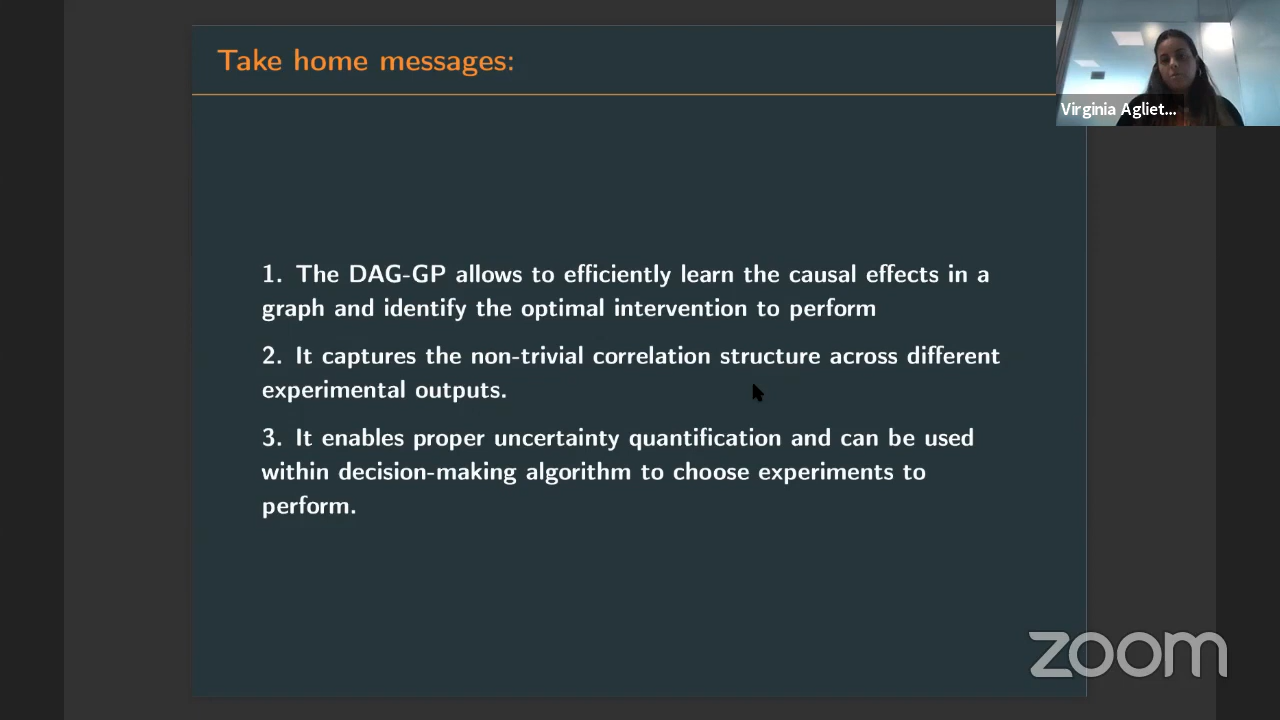 Take home messages:
Virginia Agliet...
1. The DAG-GP allows to efficiently learn the causal effects in a
graph and identify the optimal intervention to perform
2. It captures the non-trivial correlation structure across different
experimental outputs.
3. It enables proper uncertainty quantification and can be used
within decision-making algorithm to choose experiments to
perform.
zoom